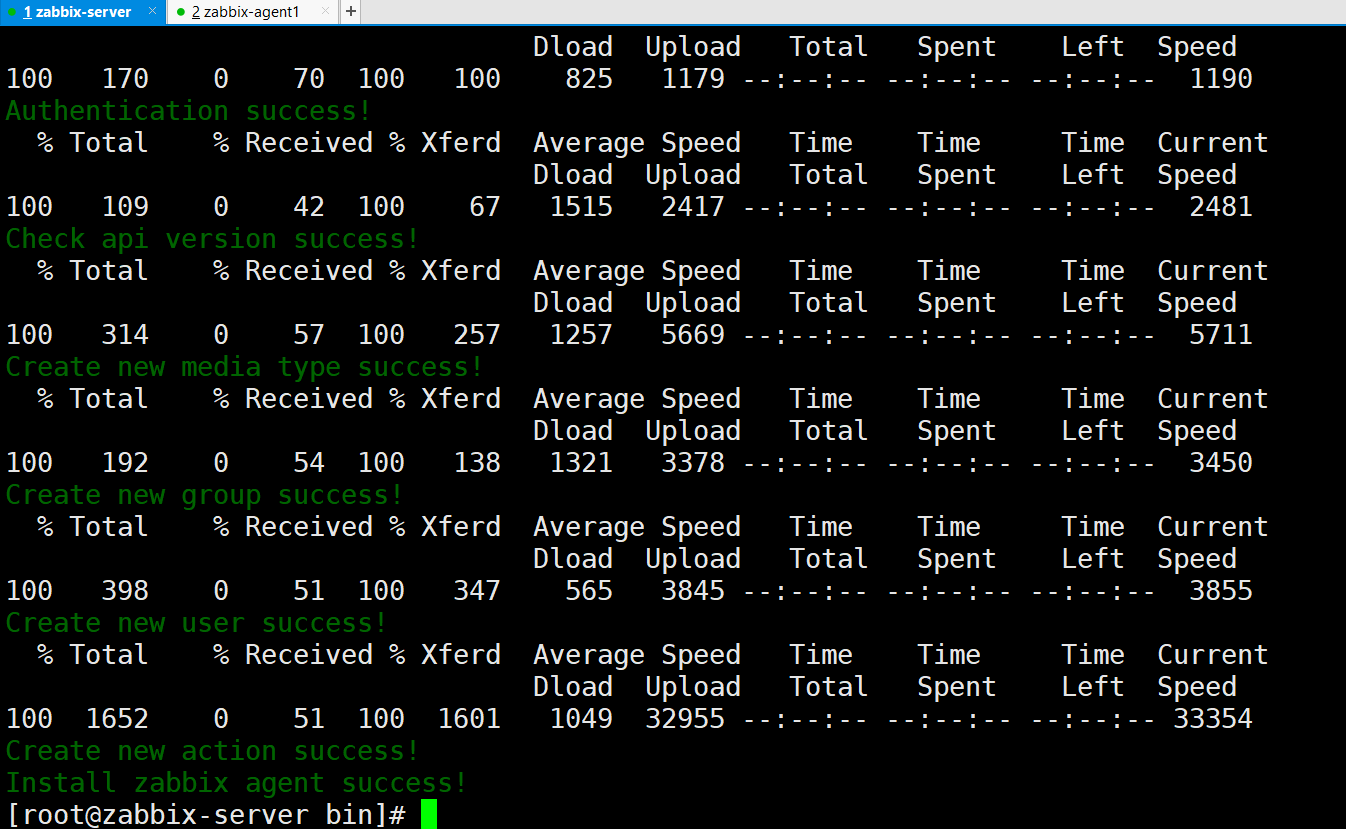 1 zabbix-server × 2 zabbix-agent1 × +
Dload Upload Total Spent Left Speed
100 170 0 70 100 100 825 1179 --:--:-- --:--:-- --:--:-- 1190
Authentication success!
% Total % Received % Xferd Average Speed Time Time Time Current
Dload Upload Total Spent Left Speed
100 109 0 42 100 67 1515 2417 --:--:-- --:--:-- --:--:-- 2481
Check api version success!
% Total % Received % Xferd Average Speed Time Time Time Current
Dload Upload Total Spent Left Speed
100 314 0 57 100 257 1257 5669 --:--:-- --:--:-- --:--:-- 5711
Create new media type success!
% Total % Received % Xferd Average Speed Time Time Time Current
Dload Upload Total Spent Left Speed
100 192 0 54 100 138 1321 3378 --:--:-- --:--:-- --:--:-- 3450
Create new group success!
% Total % Received % Xferd Average Speed Time Time Time Current
Dload Upload Total Spent Left Speed
100 398 0 51 100 347 565 3845 --:--:-- --:--:-- --:--:-- 3855
Create new user success!
% Total % Received % Xferd Average Speed Time Time Time Current
Dload Upload Total Spent Left Speed
100 1652 0 51 100 1601 1049 32955 --:--:-- --:--:-- --:--:-- 33354
Create new action success!
Install zabbix agent success!
[root@zabbix-server bin]#